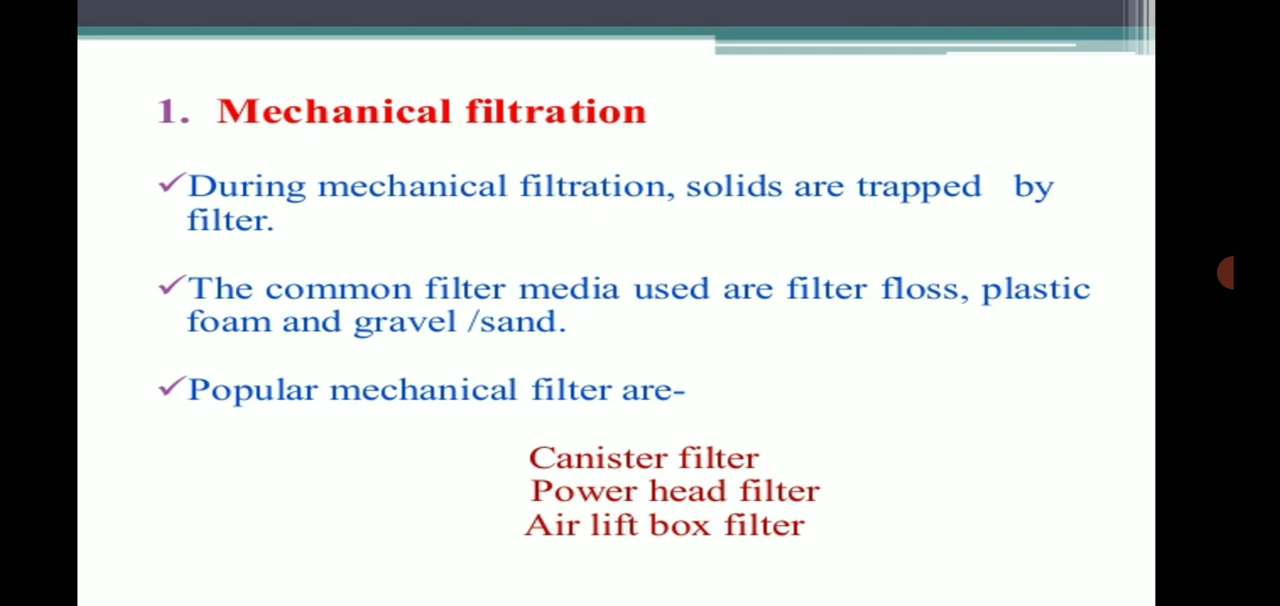 1. Mechanical filtration
✓During mechanical filtration, solids are trapped by
filter.
✓The common filter media used are filter floss, plastic
foam and gravel /sand.
✓Popular mechanical filter are-
Canister filter
Power head filter
Air lift box filter